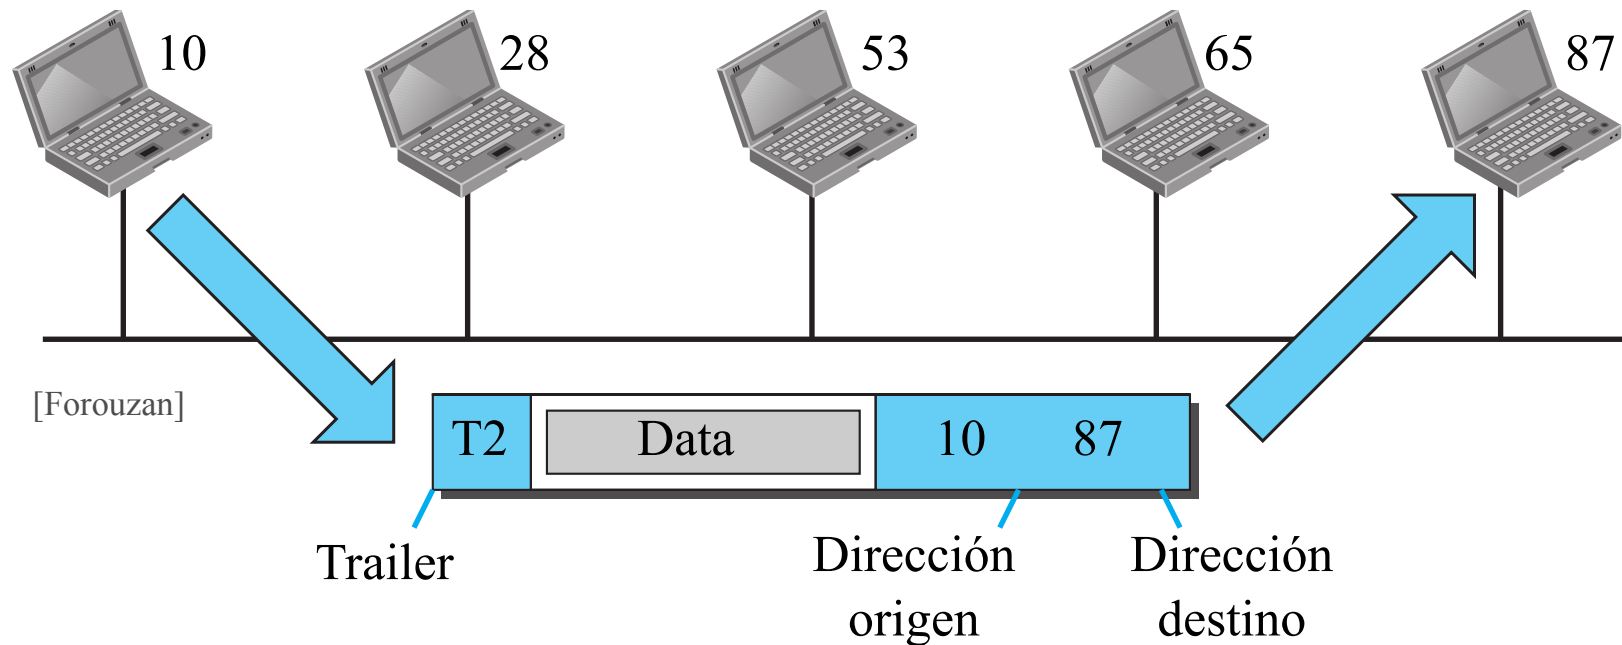 10 28 53 65 87
[Forouzan]
T2 Data 10 87
Trailer
Dirección
origen
Dirección
destino